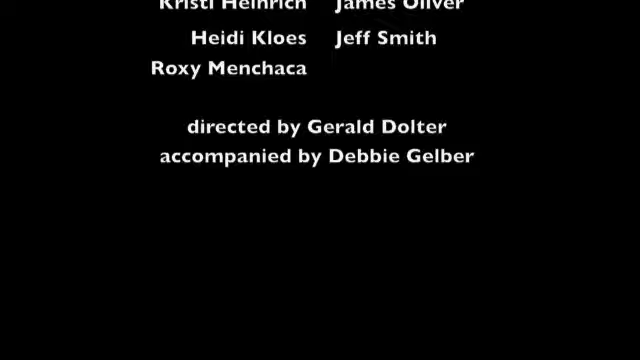 Kristi Heinrich James Oliver
Heidi Kloes Jeff Smith
Roxy Menchaca
directed by Gerald Dolter
accompanied by Debbie Gelber